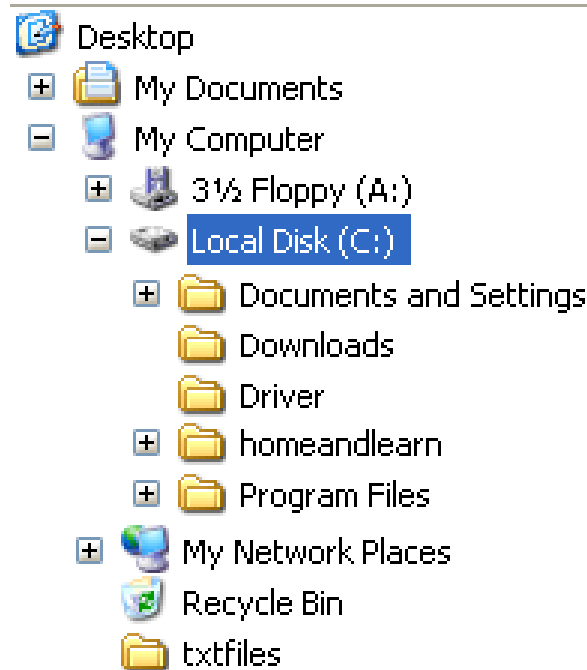 Desktop
My Documents
My Computer
3½ Floppy (A:)
Local Disk (C:)
Documents and Settings
Downloads
Driver
homeandlearn
Program Files
My Network Places
Recycle Bin
txtfiles